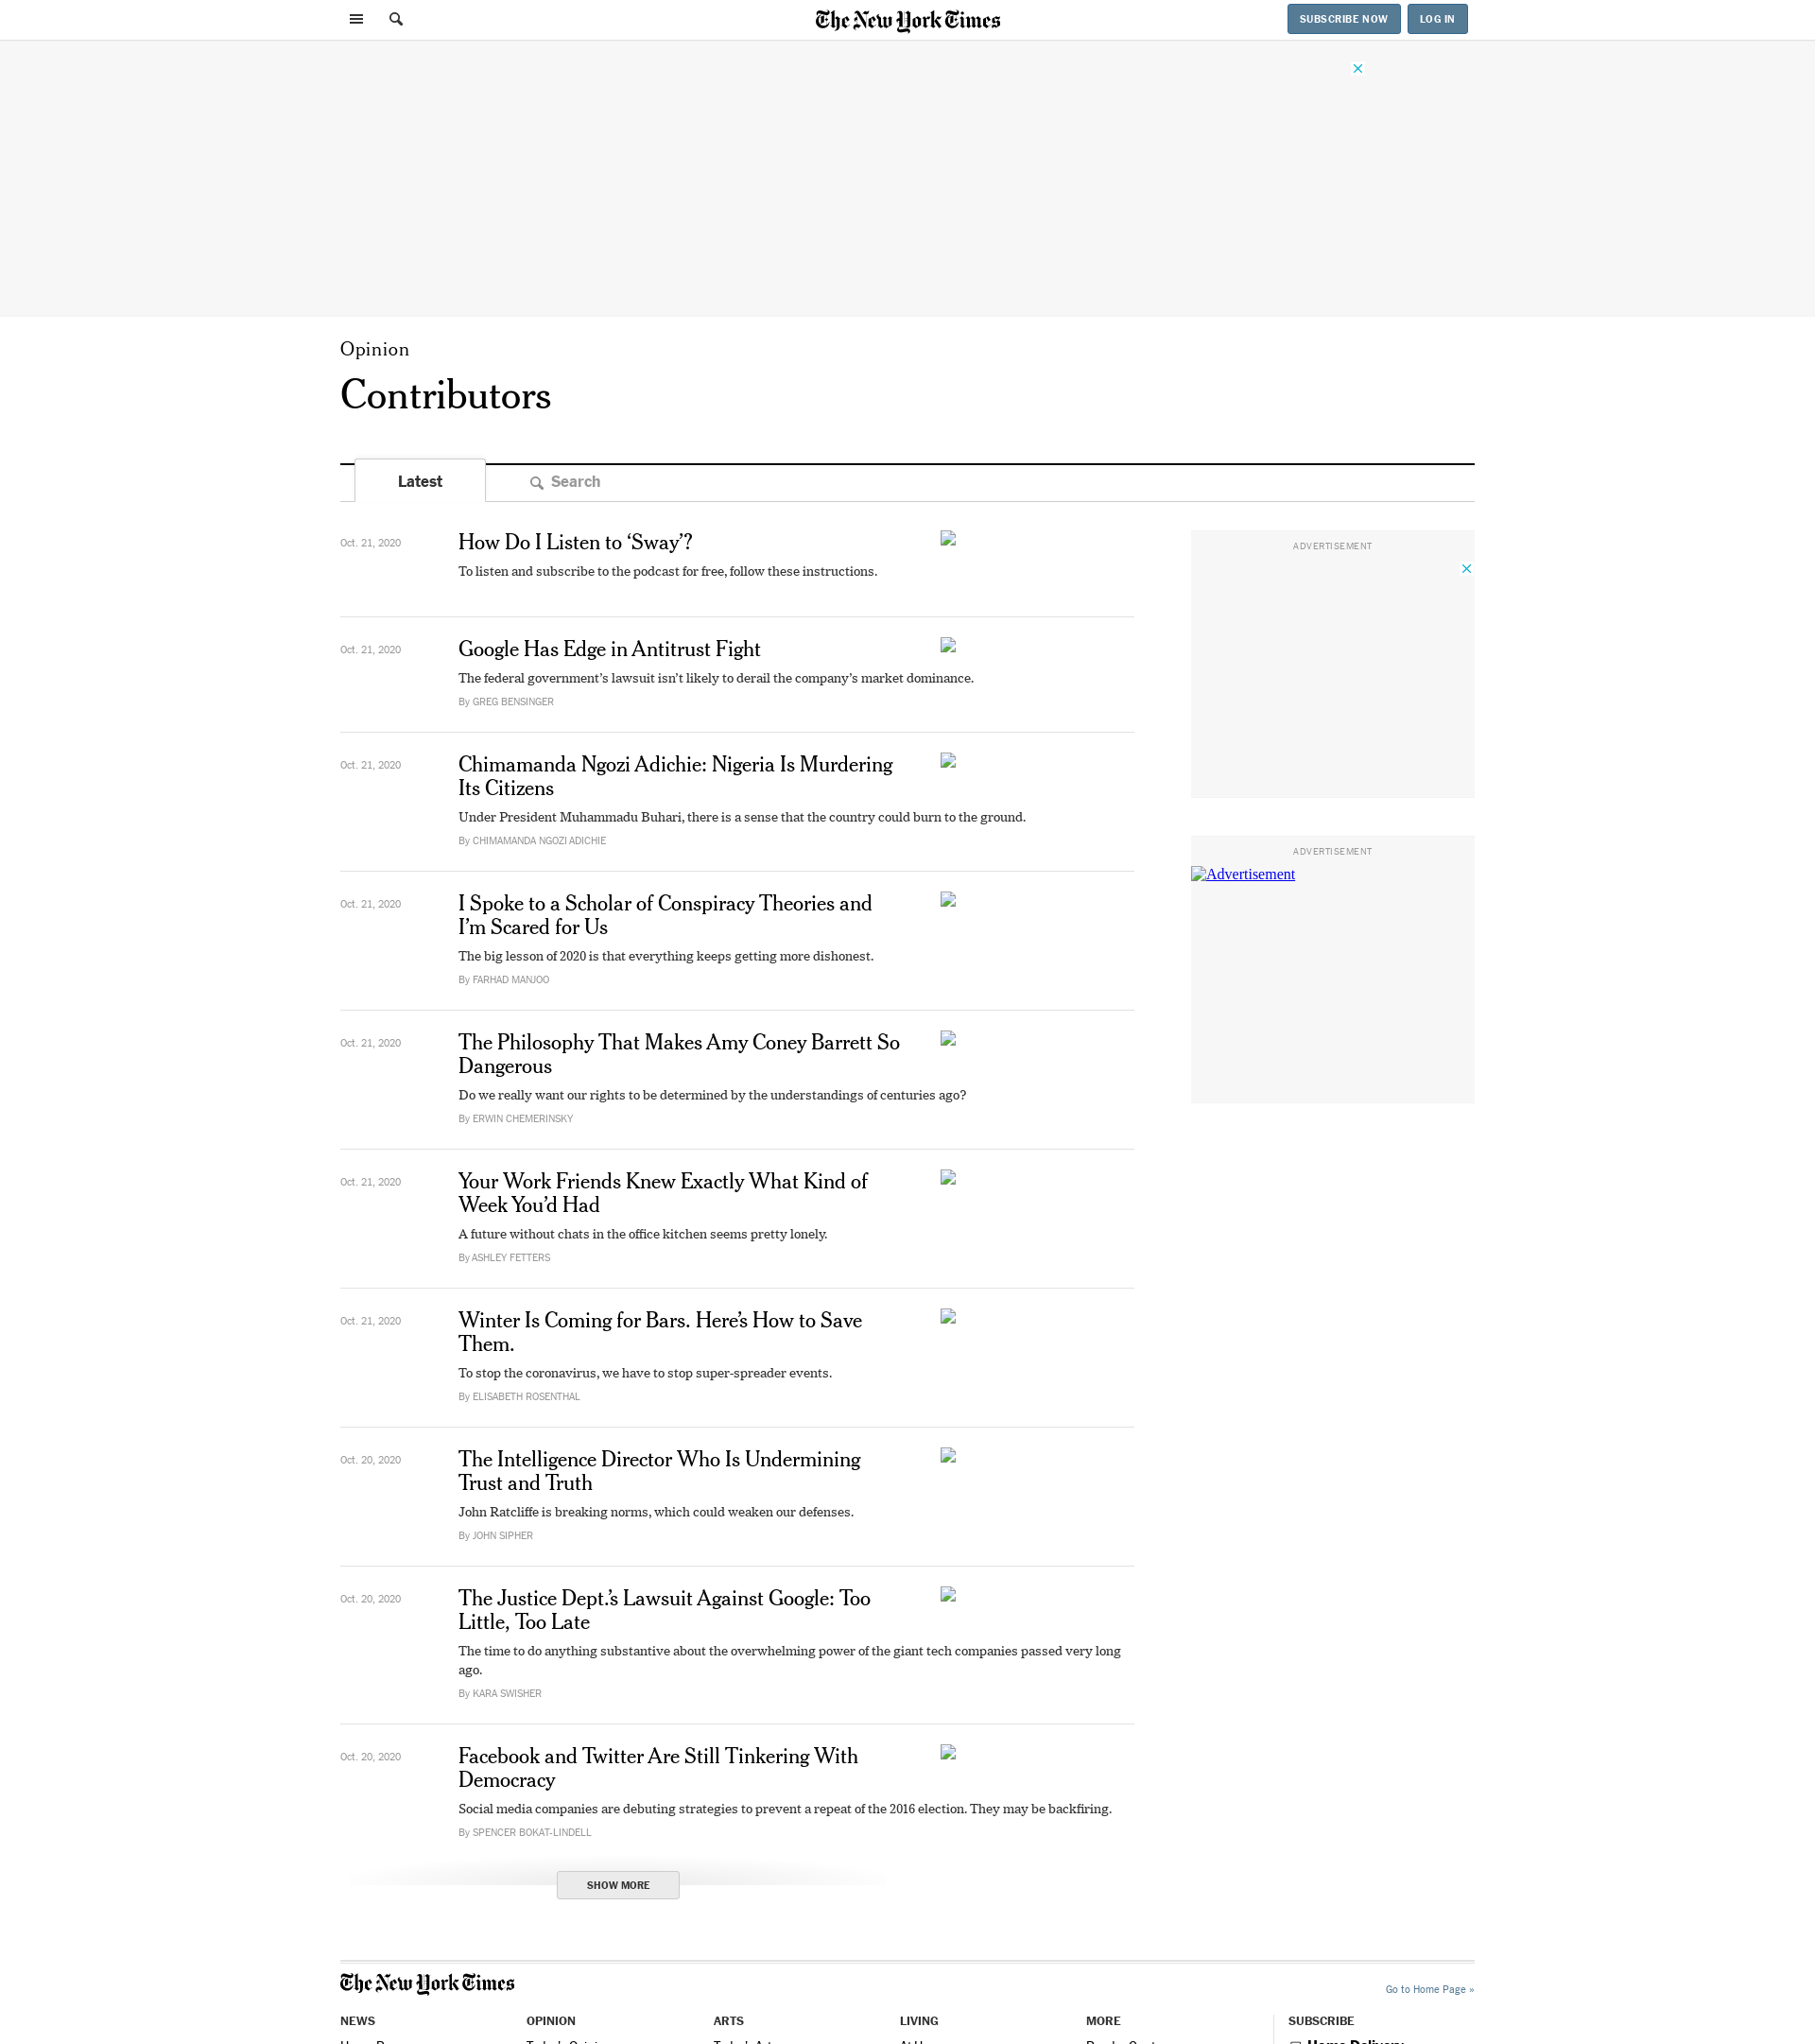 The New York Times
SUBSCRIBE NOW
LOG IN
Opinion
Contributors
Latest
Search
Oct. 21, 2020
How Do I Listen to ‘Sway’?
To listen and subscribe to the podcast for free, follow these instructions.
Oct. 21, 2020
Google Has Edge in Antitrust Fight
The federal government’s lawsuit isn’t likely to derail the company’s market dominance.
By GREG BENSINGER
Oct. 21, 2020
Chimamanda Ngozi Adichie: Nigeria Is Murdering
Its Citizens
Under President Muhammadu Buhari, there is a sense that the country could burn to the ground.
By CHIMAMANDA NGOZI ADICHIE
Oct. 21, 2020
I Spoke to a Scholar of Conspiracy Theories and
I’m Scared for Us
The big lesson of 2020 is that everything keeps getting more dishonest.
By FARHAD MANJOO
Oct. 21, 2020
The Philosophy That Makes Amy Coney Barrett So
Dangerous
Do we really want our rights to be determined by the understandings of centuries ago?
By ERWIN CHEMERINSKY
Oct. 21, 2020
Your Work Friends Knew Exactly What Kind of
Week You’d Had
A future without chats in the office kitchen seems pretty lonely.
By ASHLEY FETTERS
Oct. 21, 2020
Winter Is Coming for Bars. Here’s How to Save
Them.
To stop the coronavirus, we have to stop super-spreader events.
By ELISABETH ROSENTHAL
Oct. 20, 2020
The Intelligence Director Who Is Undermining
Trust and Truth
John Ratcliffe is breaking norms, which could weaken our defenses.
By JOHN SIPHER
Oct. 20, 2020
The Justice Dept.’s Lawsuit Against Google: Too
Little, Too Late
The time to do anything substantive about the overwhelming power of the giant tech companies passed very long
ago.
By KARA SWISHER
Oct. 20, 2020
Facebook and Twitter Are Still Tinkering With
Democracy
Social media companies are debuting strategies to prevent a repeat of the 2016 election. They may be backfiring.
By SPENCER BOKAT-LINDELL
SHOW MORE
ADVERTISEMENT
ADVERTISEMENT
Advertisement
The New York Times
Go to Home Page »
NEWS
OPINION
ARTS
LIVING
MORE
SUBSCRIBE